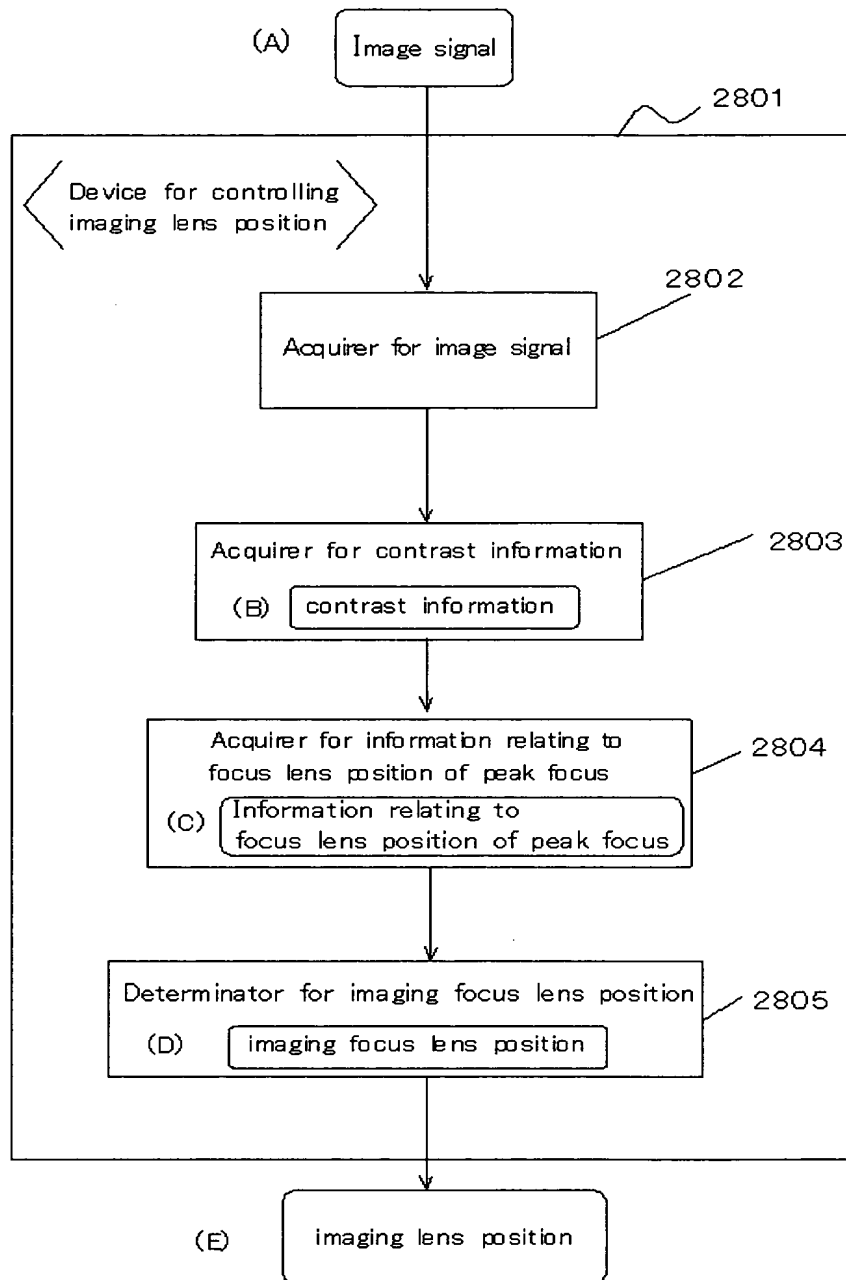 (A)
Image signal
2801
Device for controlling
imaging lens position
2802
Acquirer for image signal
2803
Acquirer for contrast information
(B)
contrast information
2804
Acquirer for information relating to
focus lens position of peak focus
(C)
Information relating to
focus lens position of peak focus
Determinator for imaging focus lens position
2805
(D)
imaging focus lens position
(E)
imaging lens position